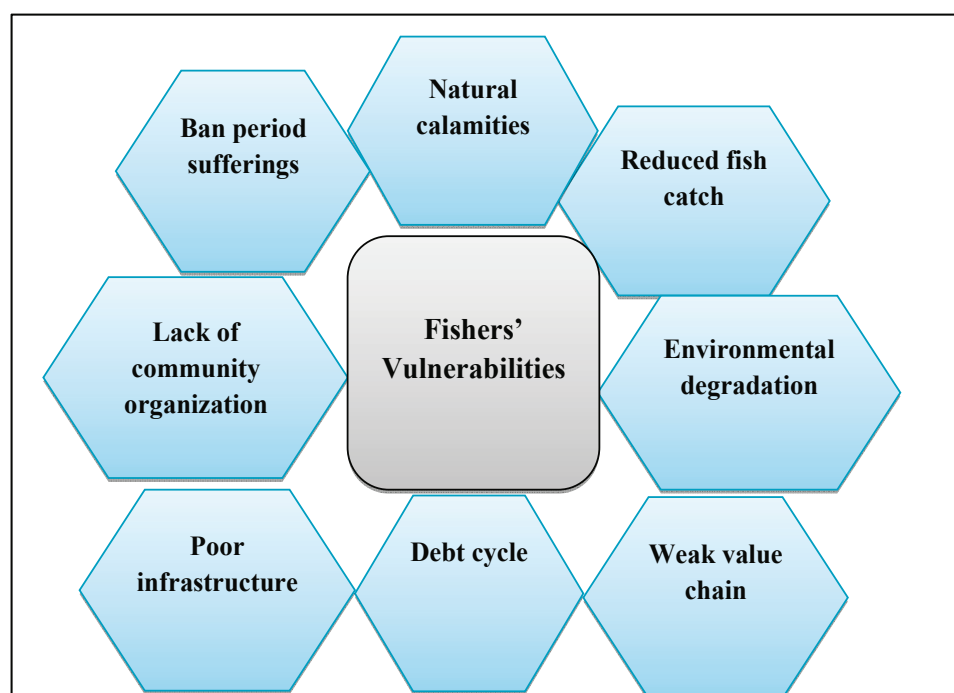 Natural
calamities
Ban period
sufferings
Reduced fish
catch
Lack of
community
organization
Fishers’
Vulnerabilities
Environmental
degradation
Poor
infrastructure
Debt cycle
Weak value
chain